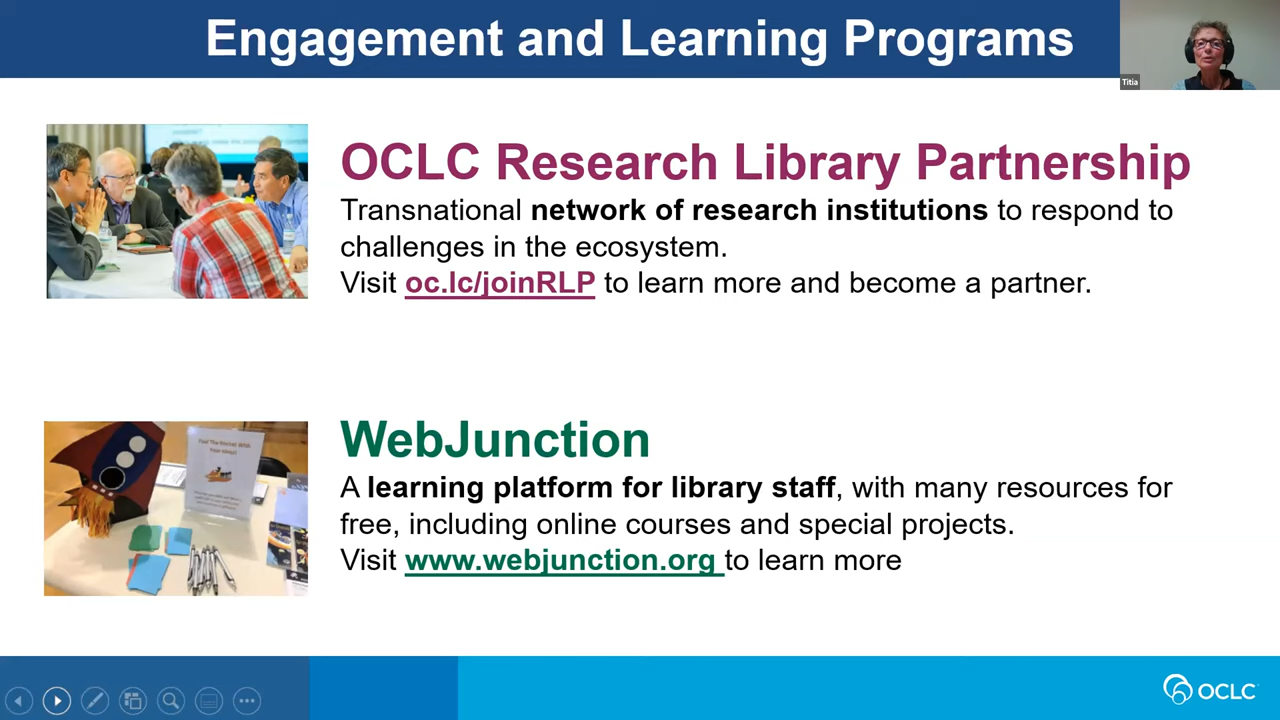 Engagement and Learning Programs
Titia
OCLC Research Library Partnership
Transnational network of research institutions to respond to
challenges in the ecosystem.
Visit oc.lc/joinRLP to learn more and become a partner.
WebJunction
A learning platform for library staff, with many resources for
free, including online courses and special projects.
Visit www.webjunction.org to learn more
OCLC